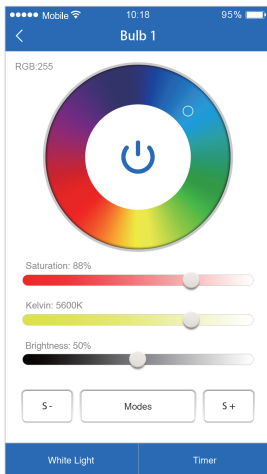 Mobile 10:18 95%
Bulb 1
RGB:255
Saturation: 88%
Kelvin: 5600K
Brightness: 50%
S - Modes S +
White Light Timer